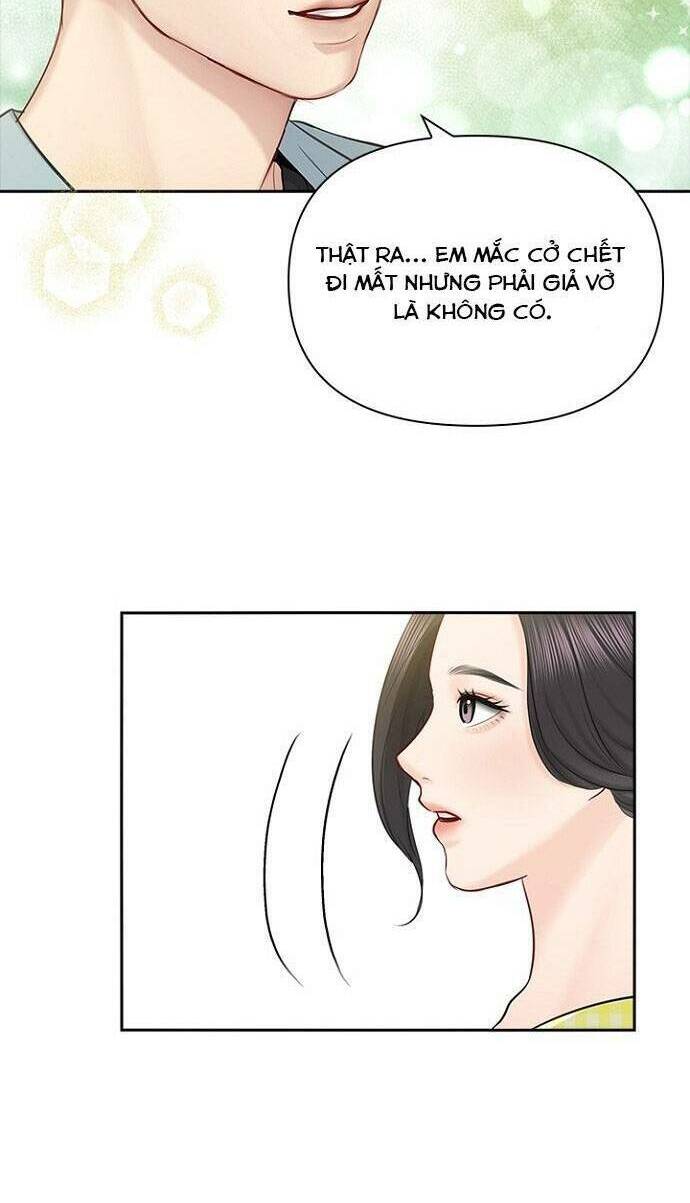 THẬT RA... EM MẮC CỞ CHẾT
ĐI MẤT NHƯNG PHẢI GIẢ VỜ
LÀ KHÔNG CÓ.